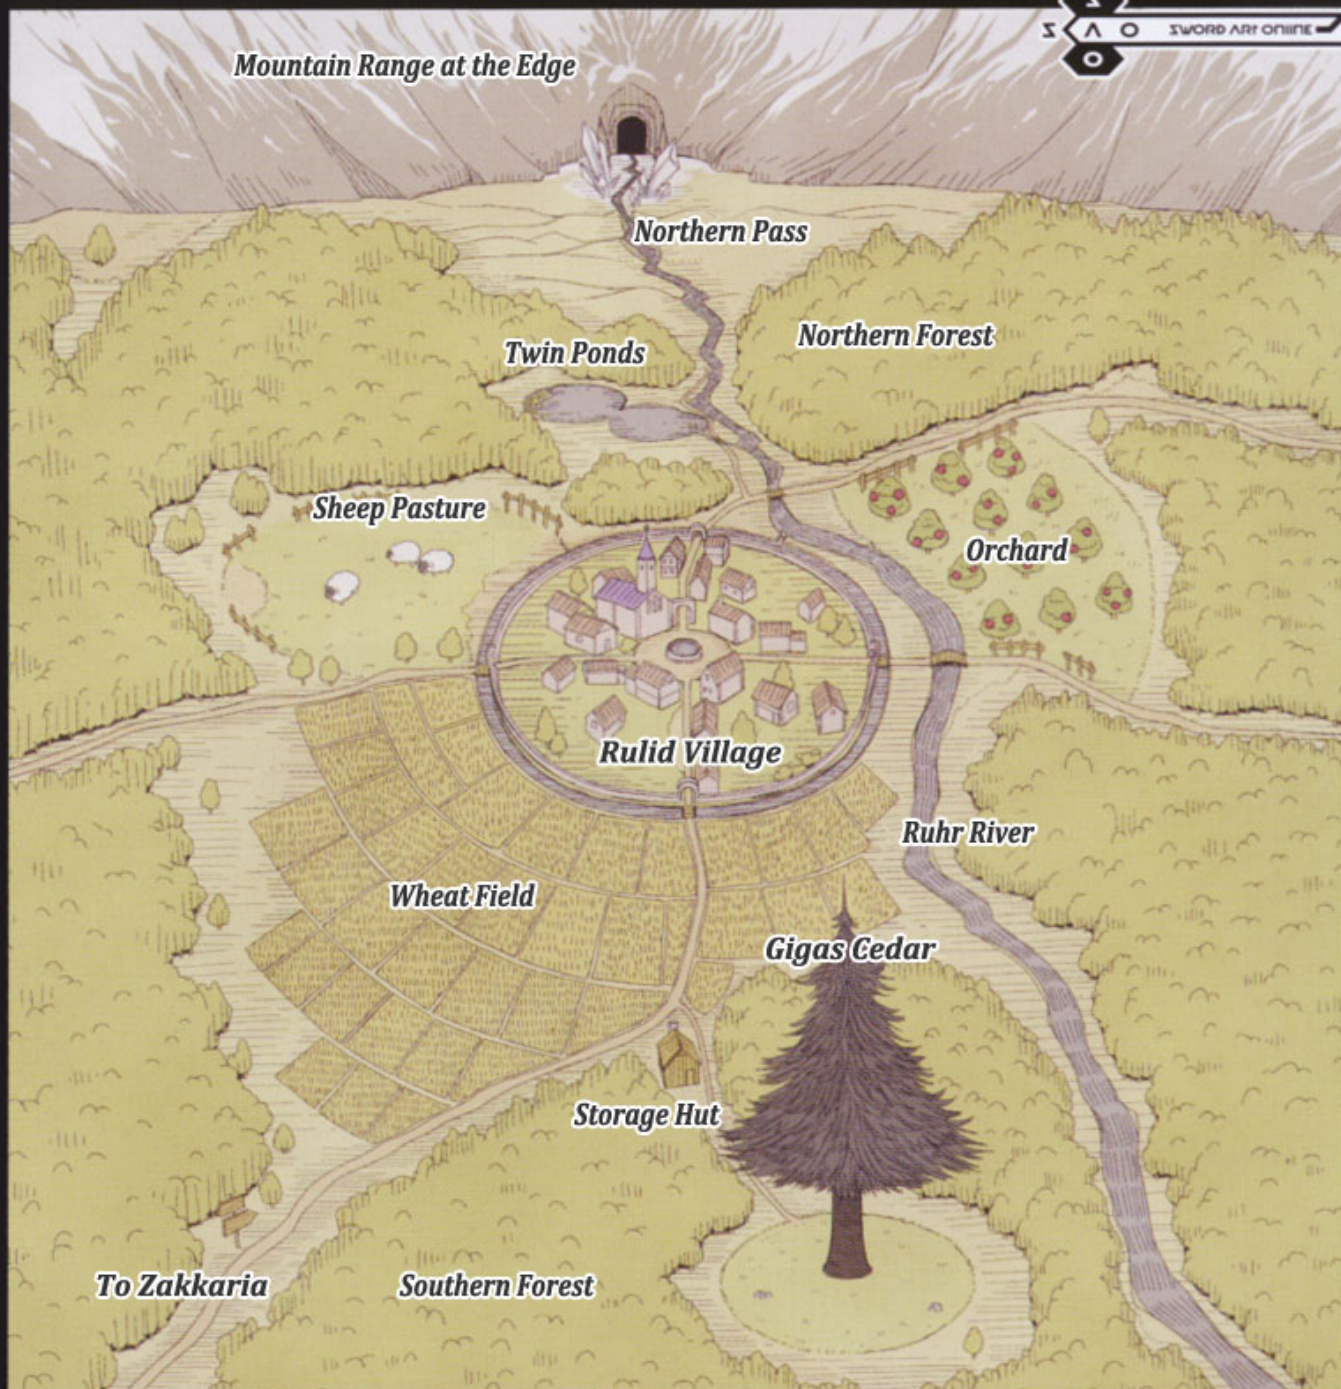 S A O SWORD ART ONLINE
Mountain Range at the Edge
Northern Pass
Northern Forest
Twin Ponds
Sheep Pasture
Orchard
Rulid Village
Ruhr River
Wheat Field
Gigas Cedar
Storage Hut
To Zakkaria
Southern Forest